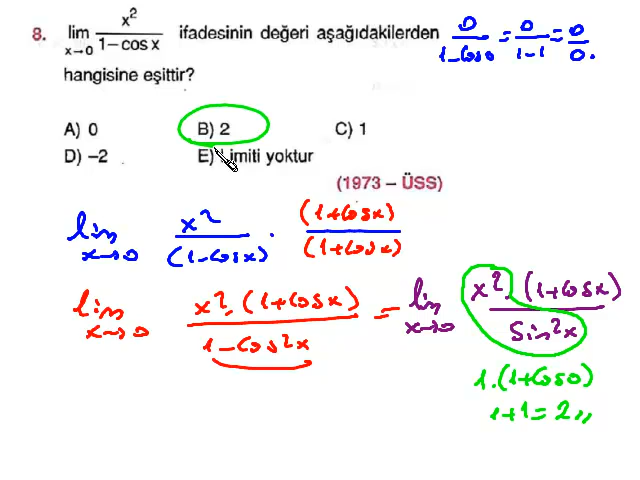 8. lim x→0 x²/(1−cosx) ifadesinin değeri aşağıdakilerden
hangisine eşittir?
0/(1−cos0) = 0/(1−1) = 0/0.
A) 0 B) 2 C) 1
D) −2 E) Limiti yoktur
(1973 – ÜSS)
lim x→0 x²/(1−cosx) · (1+cosx)/(1+cosx)
lim x→0 x².(1+cosx)/(1−cos²x) = lim x→0 x².(1+cosx)/sin²x
1.(1+cos0)
1+1=2,,